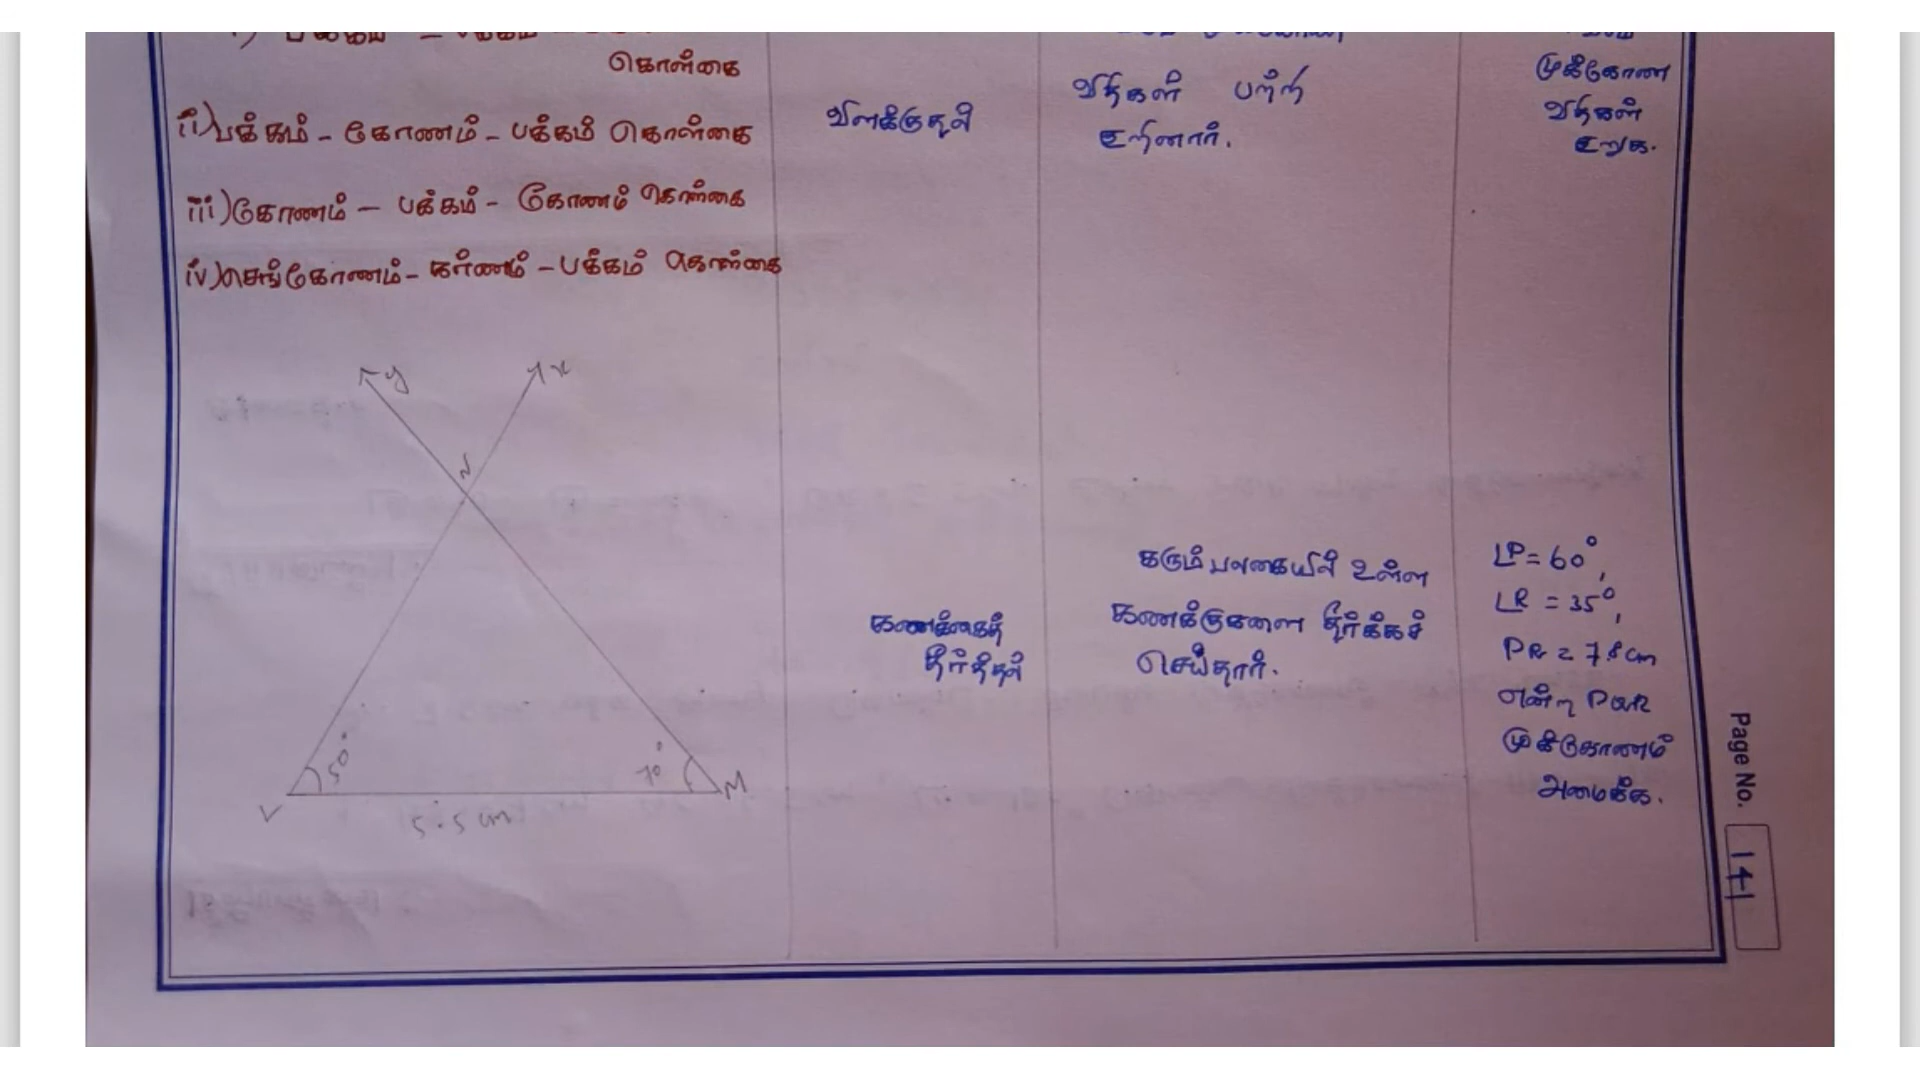 கொள்கை
ii) பக்கம் - கோணம் - பக்கம் கொள்கை
iii) கோணம் - பக்கம் - கோணம் கொள்கை
iv) செங்கோணம் - கர்ணம் - பக்கம் கொள்கை
விளக்குதல்
விதிகள் பற்றி
கூறினார்.
முக்கோண
விதிகள்
கூறுக.
y
x
N
50°
70°
M
5.5 cm
கணக்கைத்
தீர்த்தல்
கரும்பலகையில் உள்ள
கணக்குகளை தீர்க்கச்
செய்தார்.
∠P = 60°,
∠R = 35°,
PR = 7.8 cm
என்ற PQR
முக்கோணம்
அமைக்க.
Page No. 141